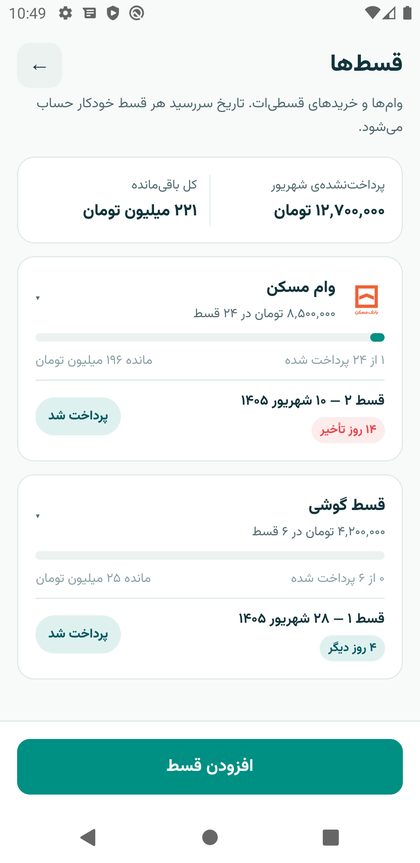 10:49
قسط‌ها
←
وام‌ها و خریدهای قسطی‌ات. تاریخ سررسید هر قسط خودکار حساب
می‌شود.
پرداخت‌نشده‌ی شهریور
۱۲٬۷۰۰٬۰۰۰ تومان
کل باقی‌مانده
۲۲۱ میلیون تومان
بانک مسکن
وام مسکن
۸٬۵۰۰٬۰۰۰ تومان در ۲۴ قسط
۱ از ۲۴ پرداخت شده
مانده ۱۹۶ میلیون تومان
قسط ۲ — ۱۰ شهریور ۱۴۰۵
۱۴ روز تأخیر
پرداخت شد
قسط گوشی
۴٬۲۰۰٬۰۰۰ تومان در ۶ قسط
۰ از ۶ پرداخت شده
مانده ۲۵ میلیون تومان
قسط ۱ — ۲۸ شهریور ۱۴۰۵
۴ روز دیگر
پرداخت شد
افزودن قسط